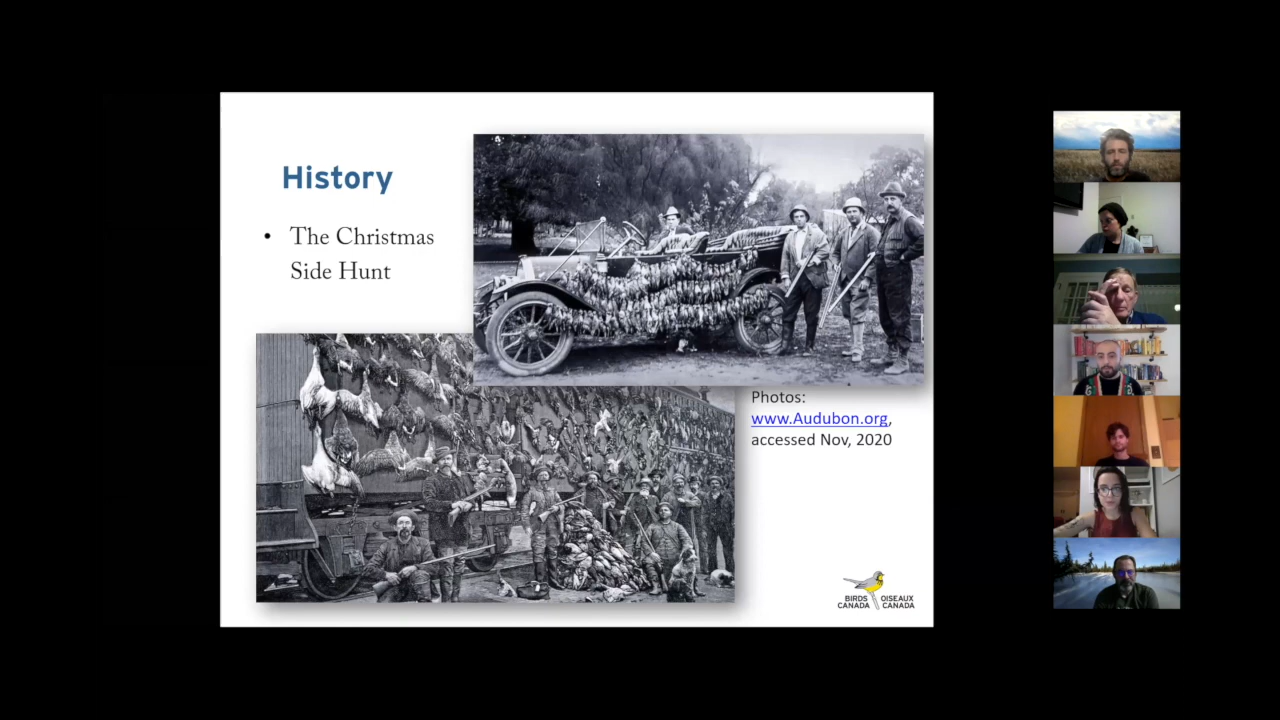 History
• The Christmas
Side Hunt
Photos:
www.Audubon.org,
accessed Nov, 2020
BIRDS OISEAUX
CANADA CANADA